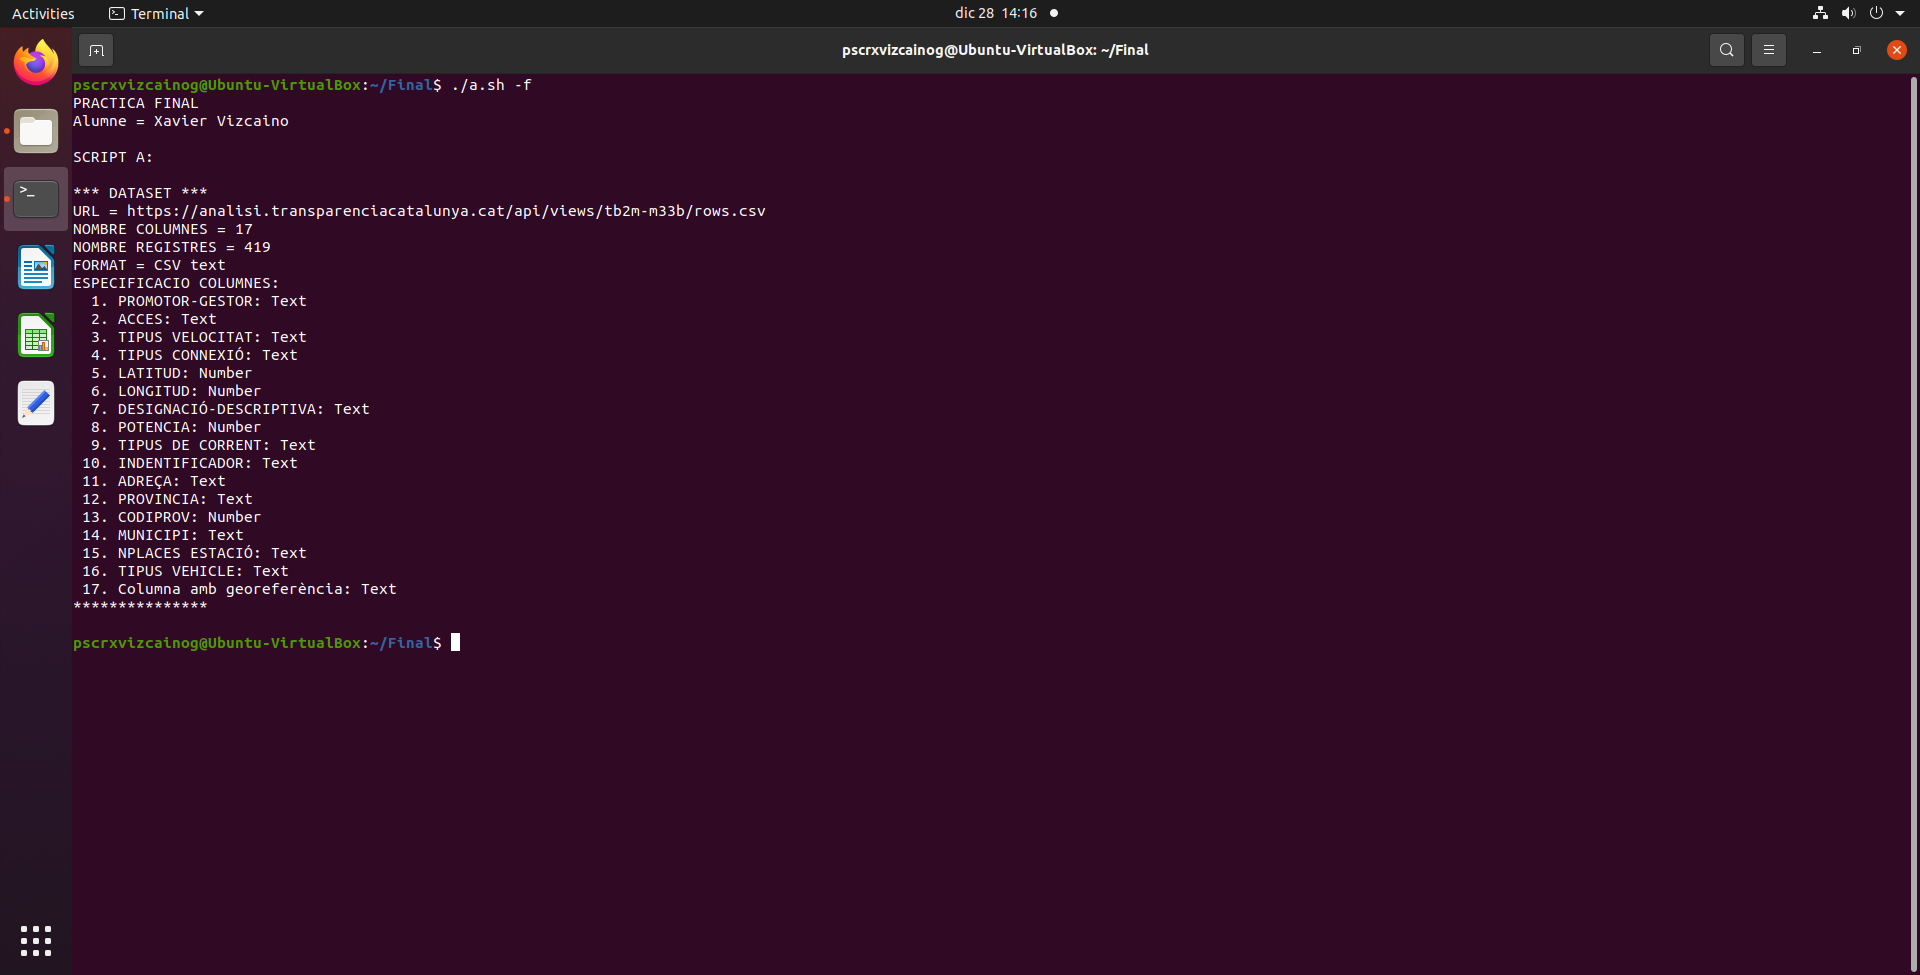 Activities
Terminal
dic 28 14:16
pscrxvizcainog@Ubuntu-VirtualBox: ~/Final
pscrxvizcainog@Ubuntu-VirtualBox:~/Final$ ./a.sh -f
PRACTICA FINAL
Alumne = Xavier Vizcaino
SCRIPT A:
*** DATASET ***
URL = https://analisi.transparenciacatalunya.cat/api/views/tb2m-m33b/rows.csv
NOMBRE COLUMNES = 17
NOMBRE REGISTRES = 419
FORMAT = CSV text
ESPECIFICACIO COLUMNES:
1. PROMOTOR-GESTOR: Text
2. ACCES: Text
3. TIPUS VELOCITAT: Text
4. TIPUS CONNEXIÓ: Text
5. LATITUD: Number
6. LONGITUD: Number
7. DESIGNACIÓ-DESCRIPTIVA: Text
8. POTENCIA: Number
9. TIPUS DE CORRENT: Text
10. INDENTIFICADOR: Text
11. ADREÇA: Text
12. PROVINCIA: Text
13. CODIPROV: Number
14. MUNICIPI: Text
15. NPLACES ESTACIÓ: Text
16. TIPUS VEHICLE: Text
17. Columna amb georeferència: Text
***************
pscrxvizcainog@Ubuntu-VirtualBox:~/Final$